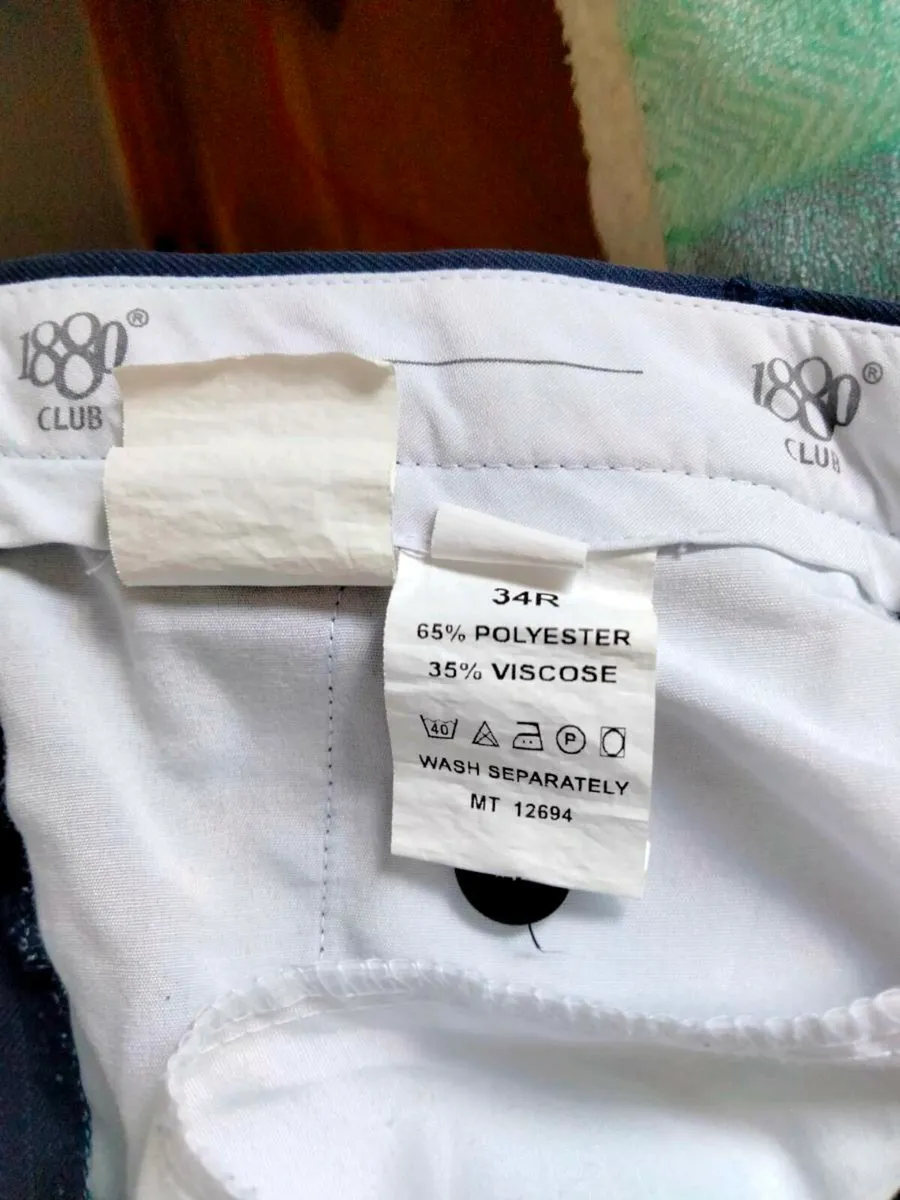 1880®
CLUB
1880®
CLUB
34R
65% POLYESTER
35% VISCOSE
40 P
WASH SEPARATELY
MT 12694